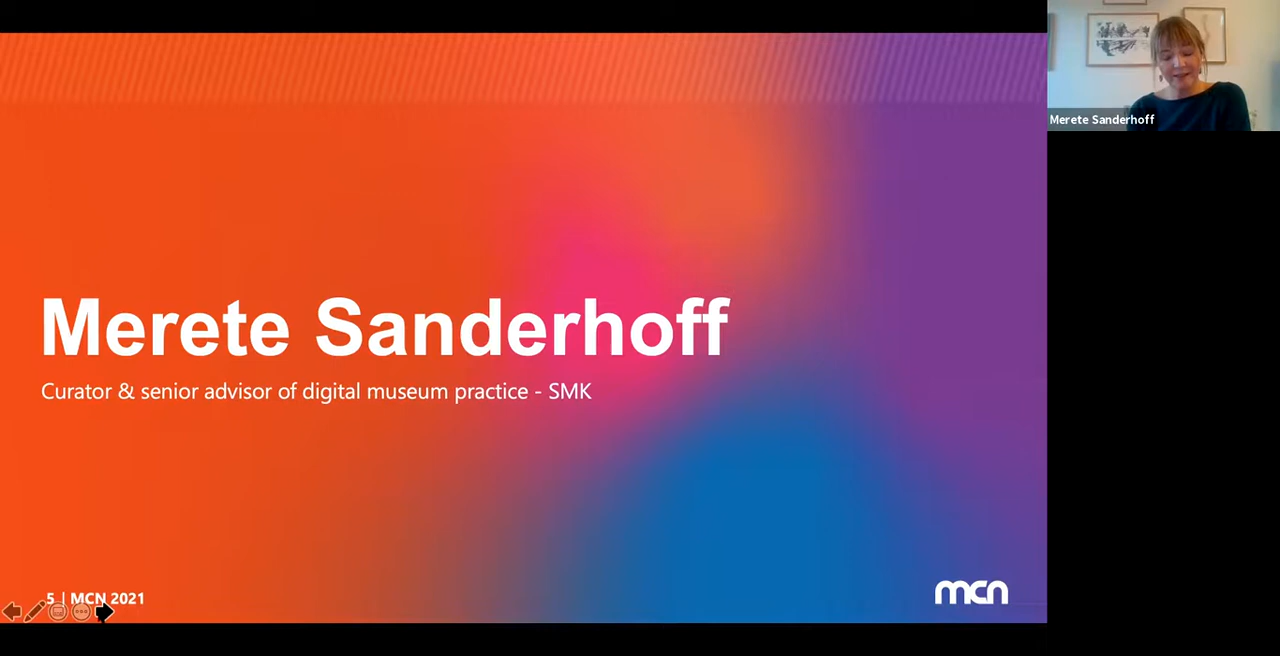 Merete Sanderhoff
Merete Sanderhoff
Curator & senior advisor of digital museum practice - SMK
5 | MCN 2021
mcn